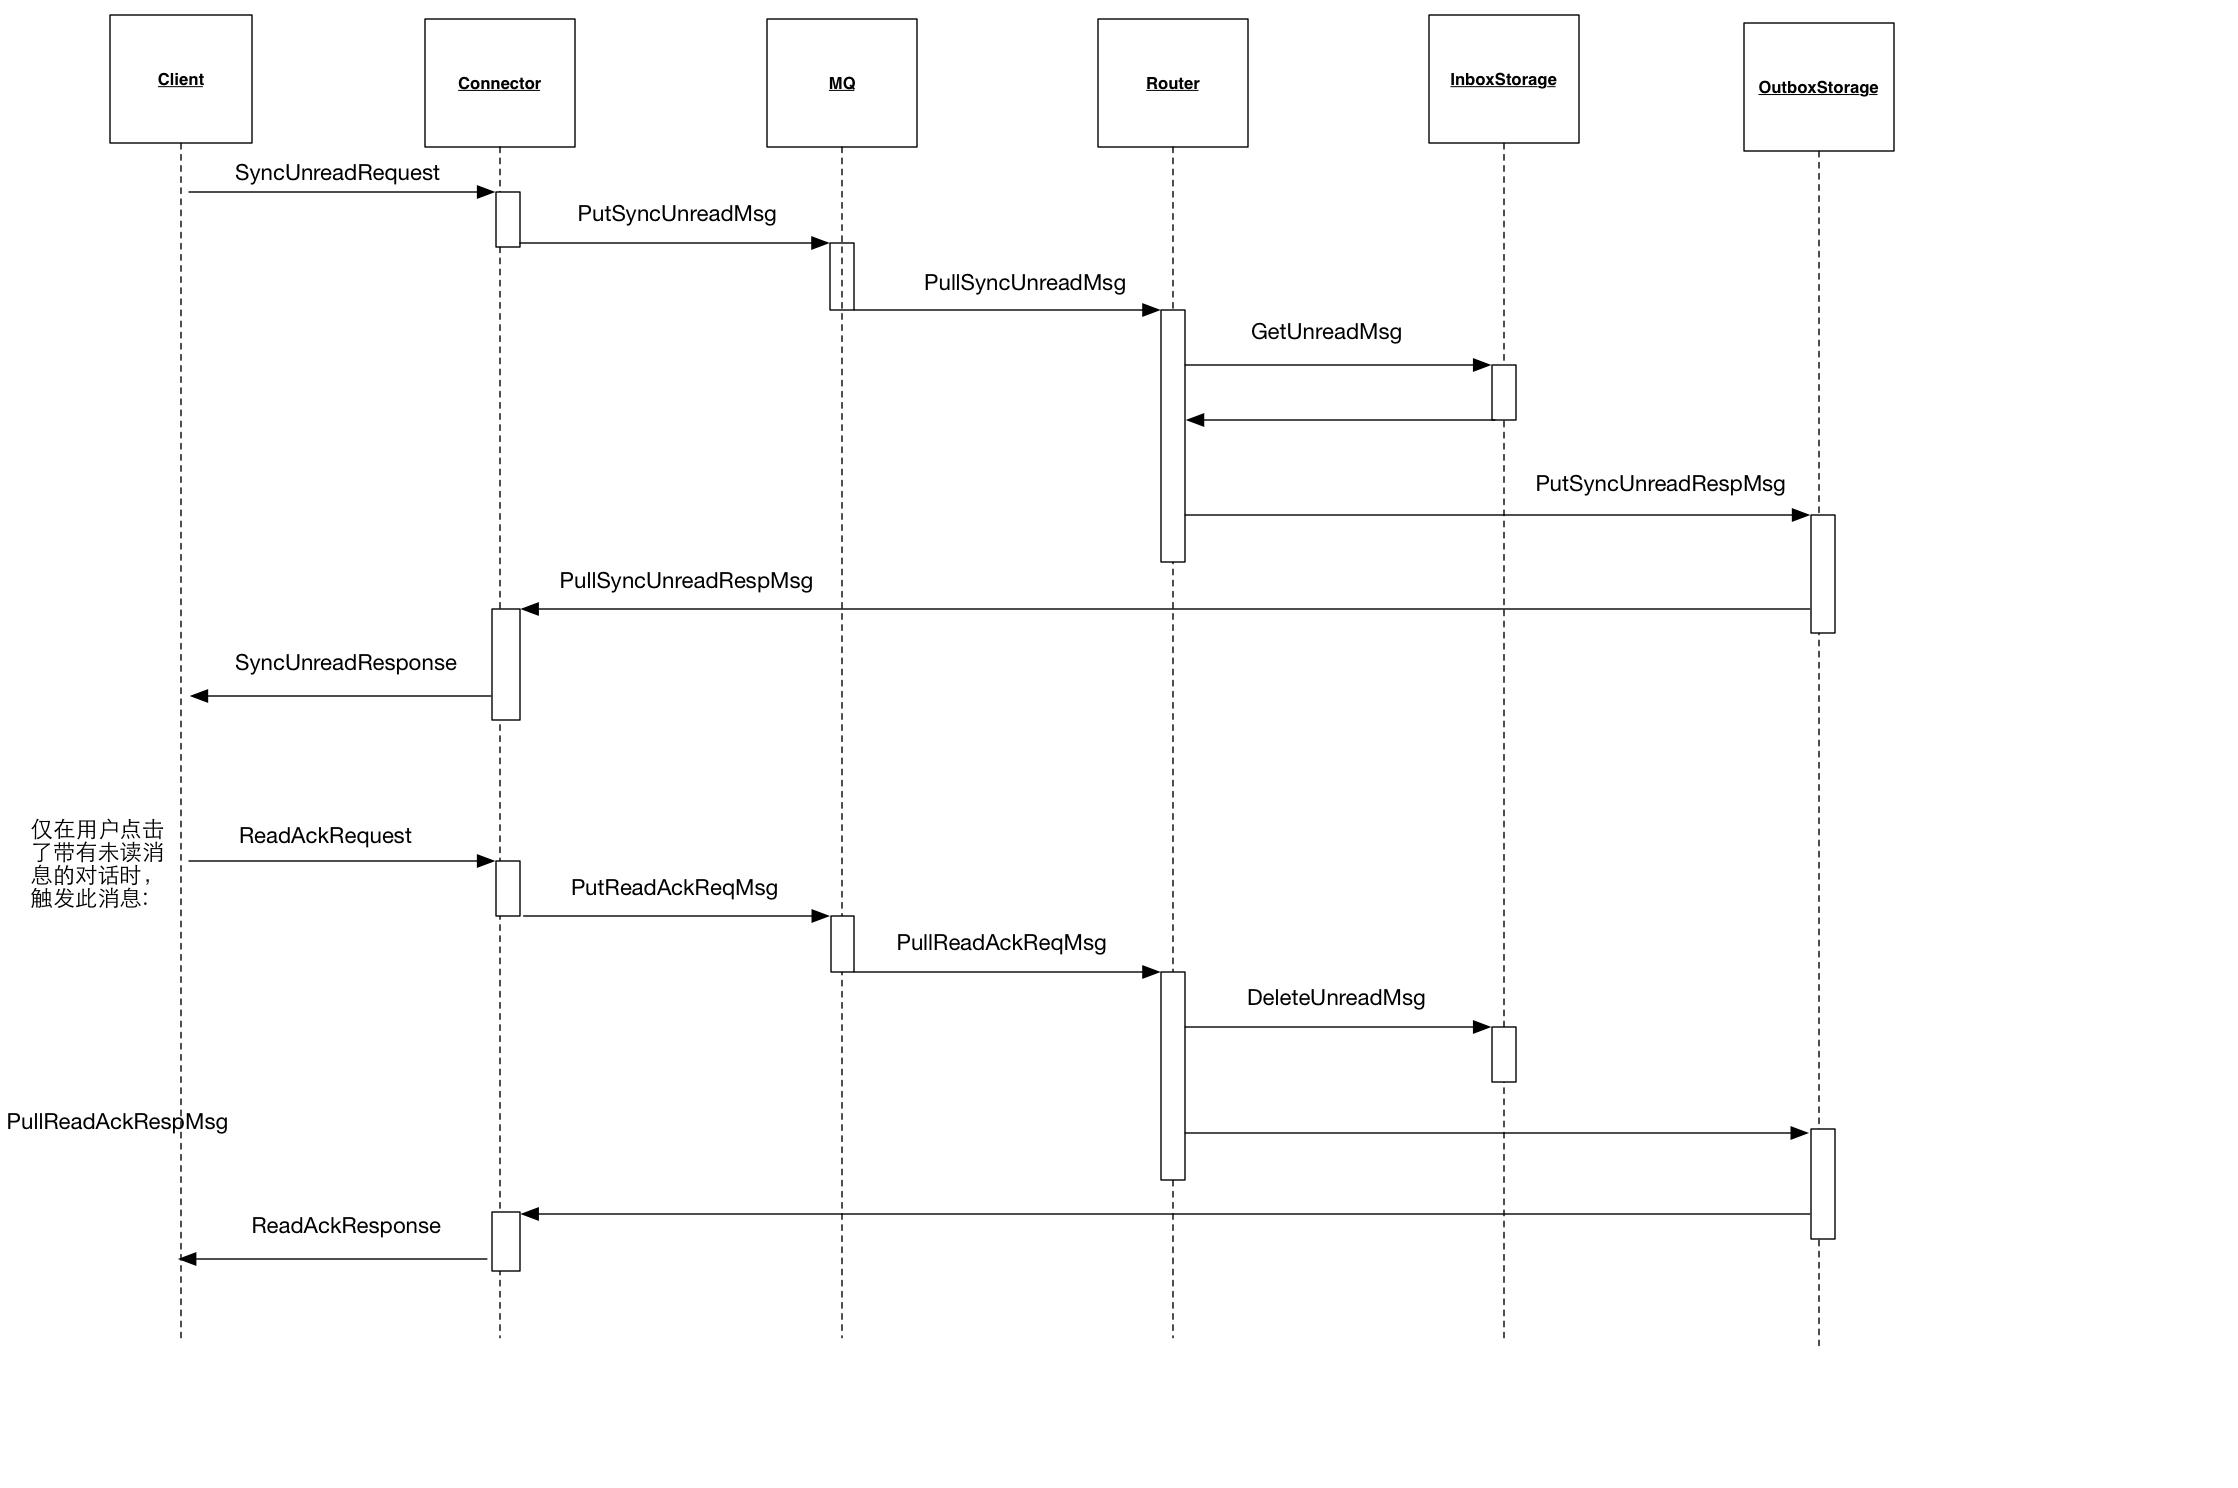 Client
Connector
MQ
Router
InboxStorage
OutboxStorage
SyncUnreadRequest
PutSyncUnreadMsg
PullSyncUnreadMsg
GetUnreadMsg
PutSyncUnreadRespMsg
PullSyncUnreadRespMsg
SyncUnreadResponse
仅在用户点击
了带有未读消
息的对话时，
触发此消息：
ReadAckRequest
PutReadAckReqMsg
PullReadAckReqMsg
DeleteUnreadMsg
PullReadAckRespMsg
ReadAckResponse